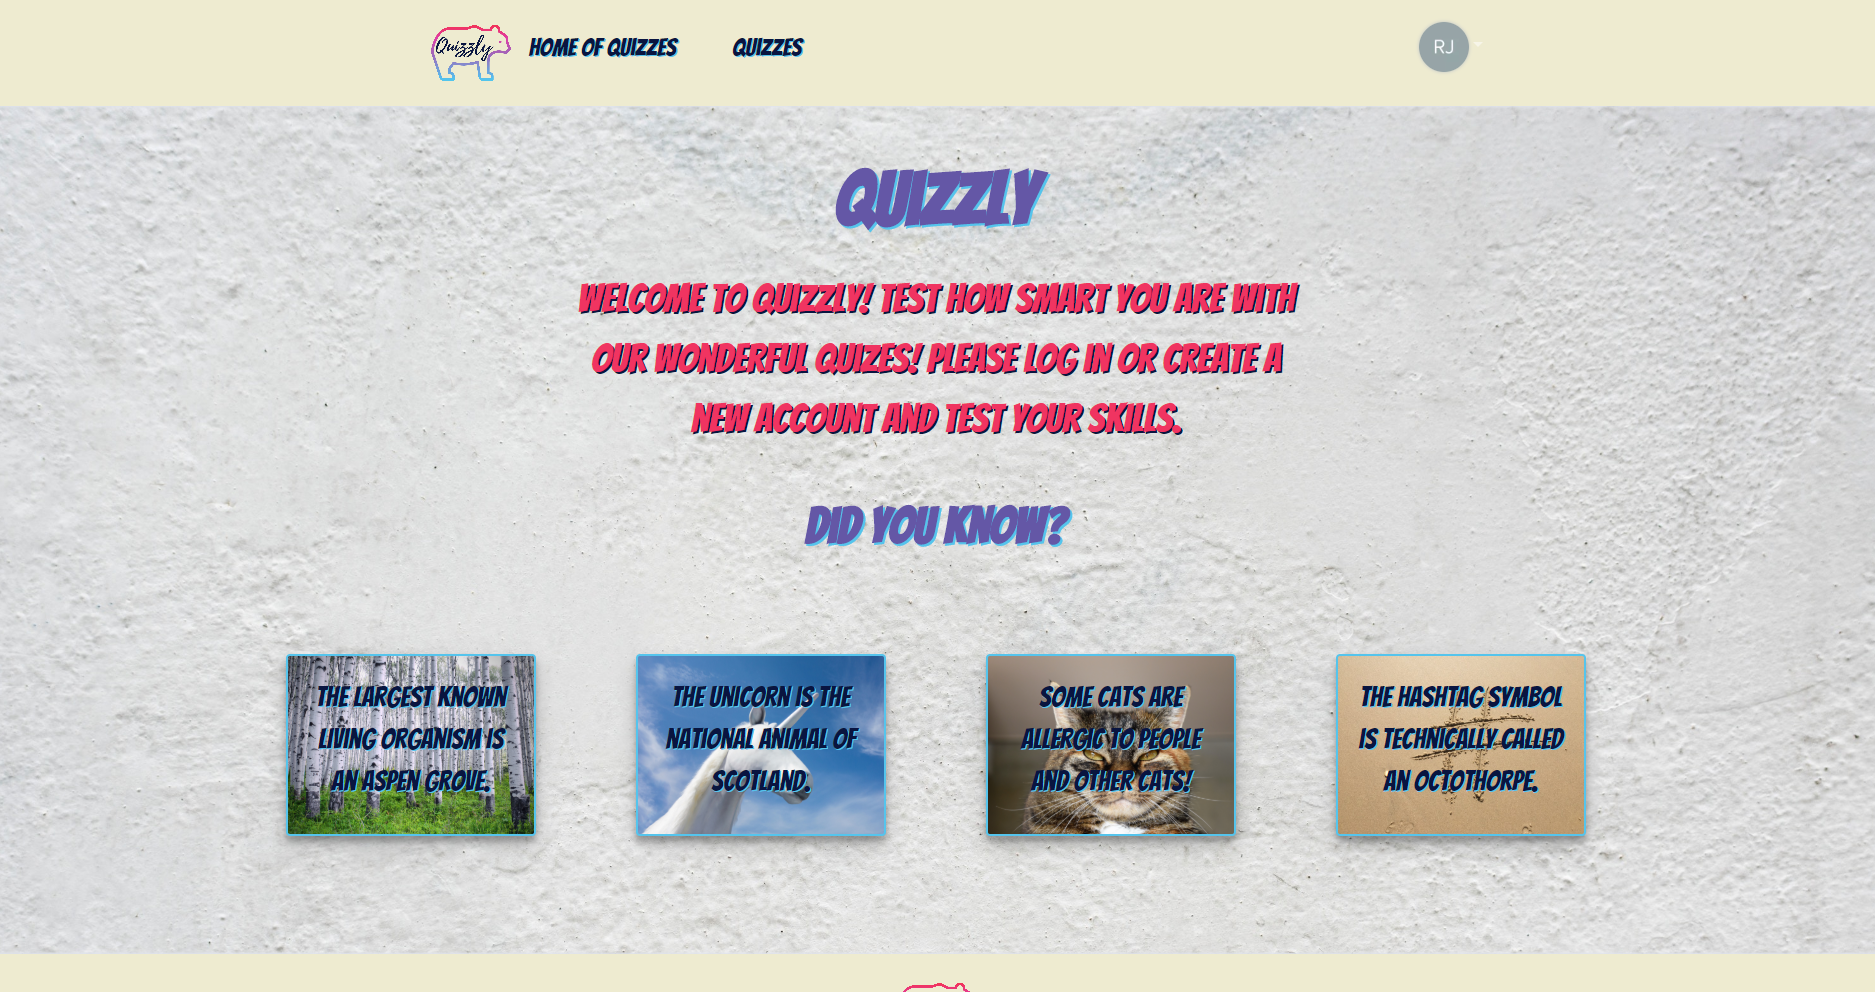 Quizzly
HOME OF QUIZZES
QUIZZES
RJ
QUIZZLY
WELCOME TO QUIZZLY! TEST HOW SMART YOU ARE WITH
OUR WONDERFUL QUIZES! PLEASE LOG IN OR CREATE A
NEW ACCOUNT AND TEST YOUR SKILLS.
DID YOU KNOW?
THE LARGEST KNOWN
LIVING ORGANISM IS
AN ASPEN GROVE.
THE UNICORN IS THE
NATIONAL ANIMAL OF
SCOTLAND.
SOME CATS ARE
ALLERGIC TO PEOPLE
AND OTHER CATS!
THE HASHTAG SYMBOL
IS TECHNICALLY CALLED
AN OCTOTHORPE.